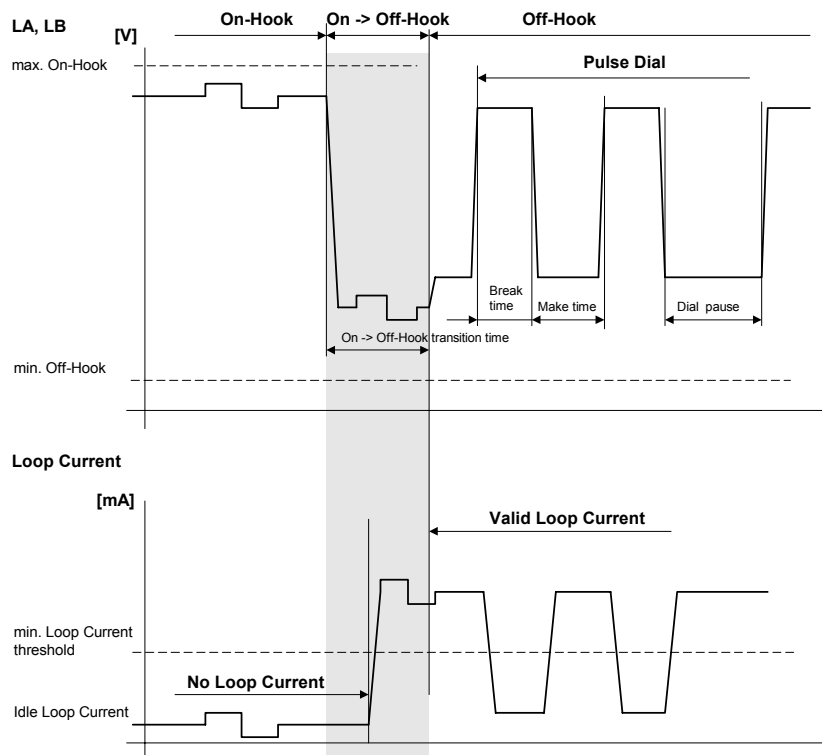 On-Hook
On -> Off-Hook
Off-Hook
LA, LB
[V]
max. On-Hook
Pulse Dial
Break
time
Make time
Dial pause
On -> Off-Hook transition time
min. Off-Hook
Loop Current
[mA]
Valid Loop Current
min. Loop Current
threshold
No Loop Current
Idle Loop Current